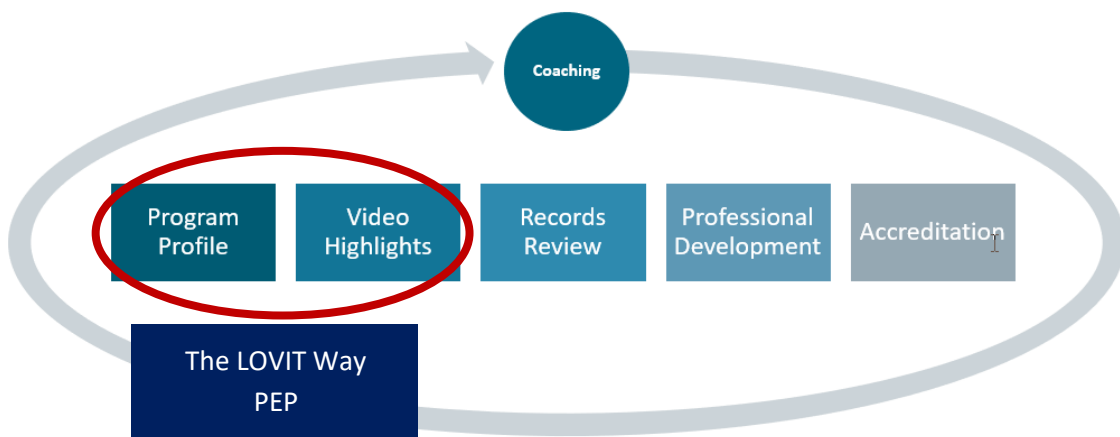 Coaching
Program
Profile
Video
Highlights
Records
Review
Professional
Development
Accreditation
The LOVIT Way
PEP